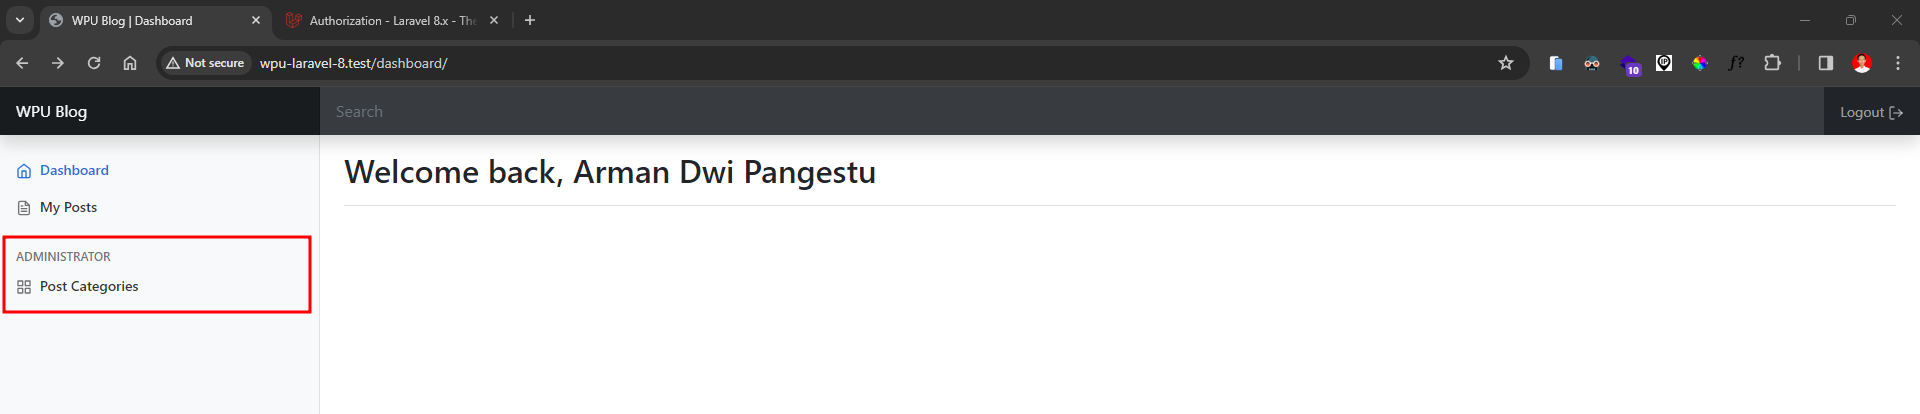 WPU Blog | Dashboard
Authorization - Laravel 8.x - The
Not secure
wpu-laravel-8.test/dashboard/
10
f?
WPU Blog
Search
Logout
Dashboard
My Posts
ADMINISTRATOR
Post Categories
Welcome back, Arman Dwi Pangestu